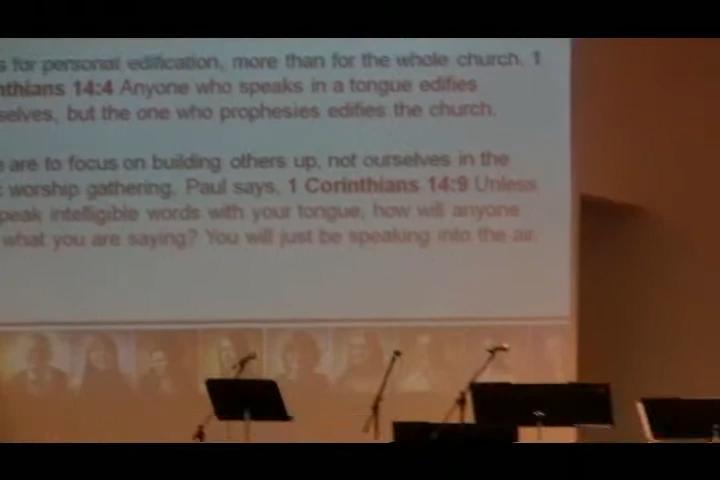 s for personal edification, more than for the whole church. 1
nthians 14:4 Anyone who speaks in a tongue edifies
selves, but the one who prophesies edifies the church.
e are to focus on building others up, not ourselves in the
c worship gathering. Paul says, 1 Corinthians 14:9 Unless
peak intelligible words with your tongue, how will anyone
what you are saying? You will just be speaking into the air.